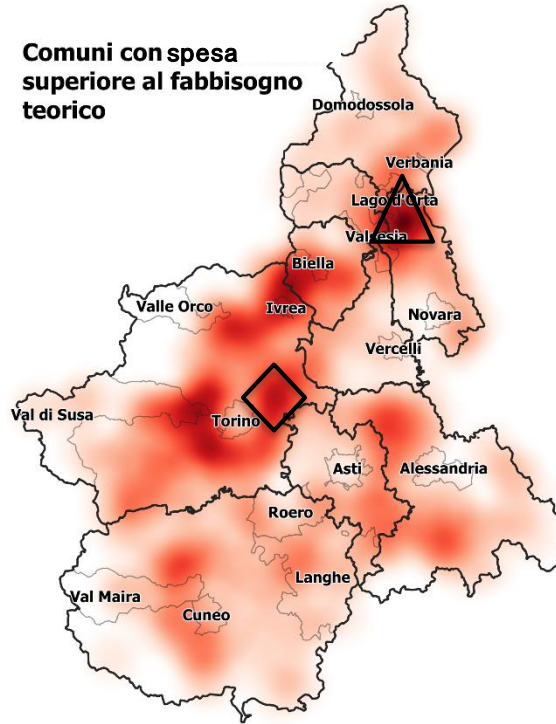 Comuni con spesa
superiore al fabbisogno
teorico
Domodossola
Verbania
Lago d'Orta
Valsesia
Biella
Valle Orco
Ivrea
Novara
Vercelli
Val di Susa
Torino
Asti
Alessandria
Roero
Langhe
Val Maira
Cuneo